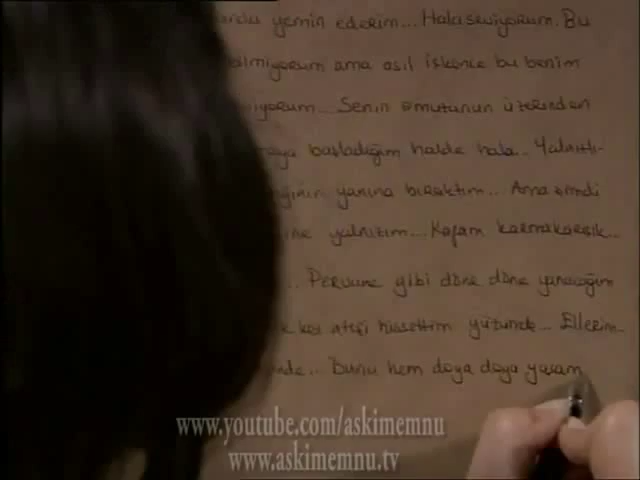 yemin ederim... Hala seviyorum. Bu
bilmiyorum ama asıl işkence bu benim
Senin omuzunun üzerinden
başladığım halde hala.. Yalnızlı-
yanına bıraktım.. Ama şimdi
yalnızım... Kafam karmakarışık...
.. Pervane gibi döne döne yanacağım
ateşi hissettim yüzünde... Ellerim..
.. Bunu hem doya doya yaşam
www.youtube.com/askimemnu
www.askimemnu.tv